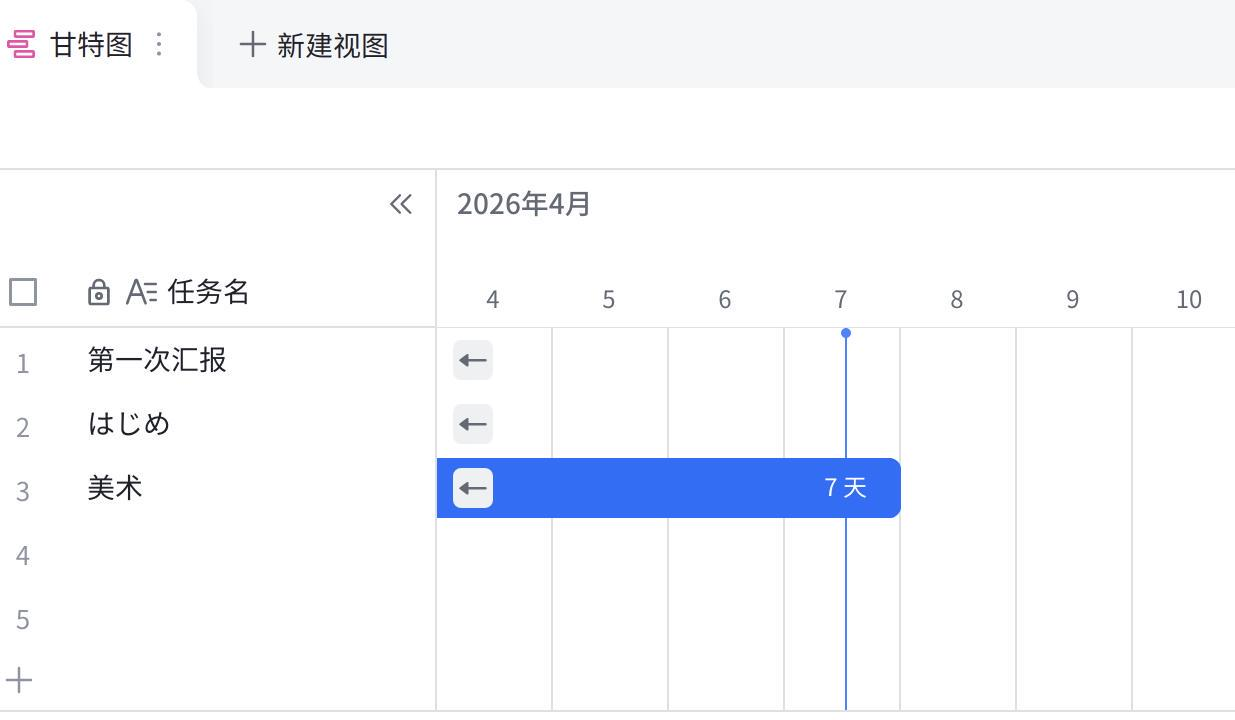 甘特图
新建视图
2026年4月
任务名
4 5 6 7 8 9 10
1 第一次汇报
2 はじめ
3 美术
7 天
4
5